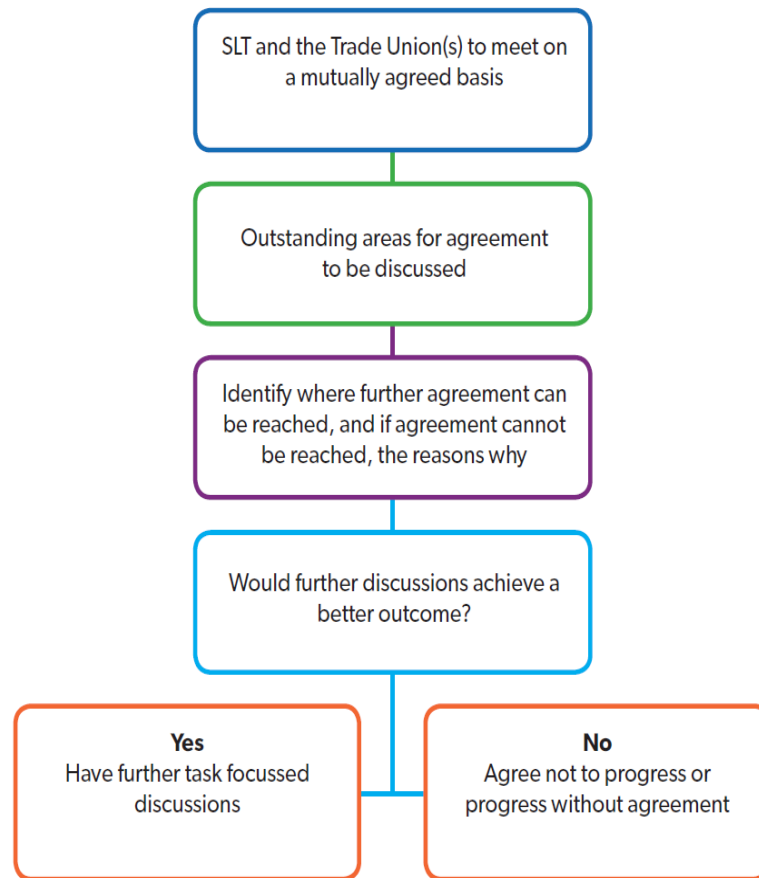 SLT and the Trade Union(s) to meet on
a mutually agreed basis
Outstanding areas for agreement
to be discussed
Identify where further agreement can
be reached, and if agreement cannot
be reached, the reasons why
Would further discussions achieve a
better outcome?
Yes
Have further task focussed
discussions
No
Agree not to progress or
progress without agreement